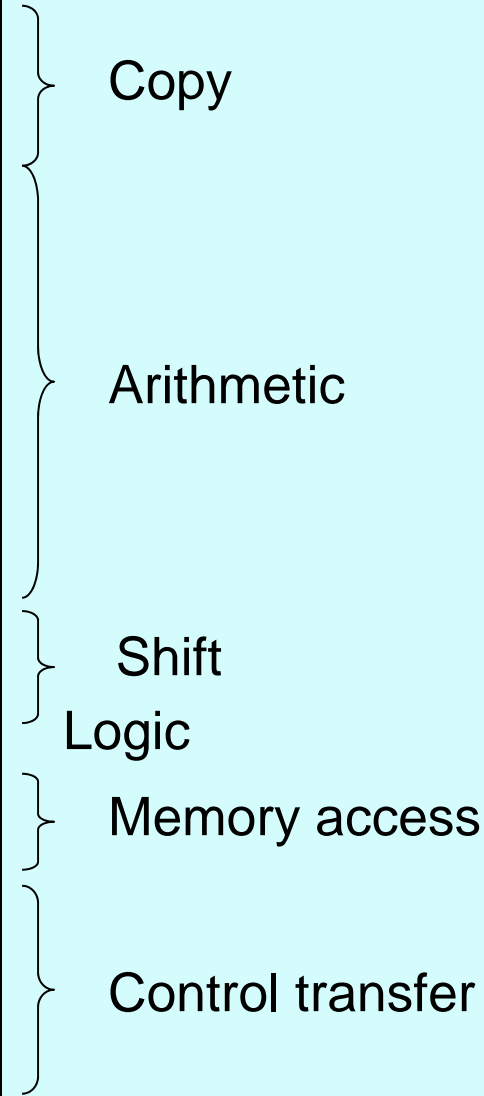 Copy
Arithmetic
Shift
Logic
Memory access
Control transfer